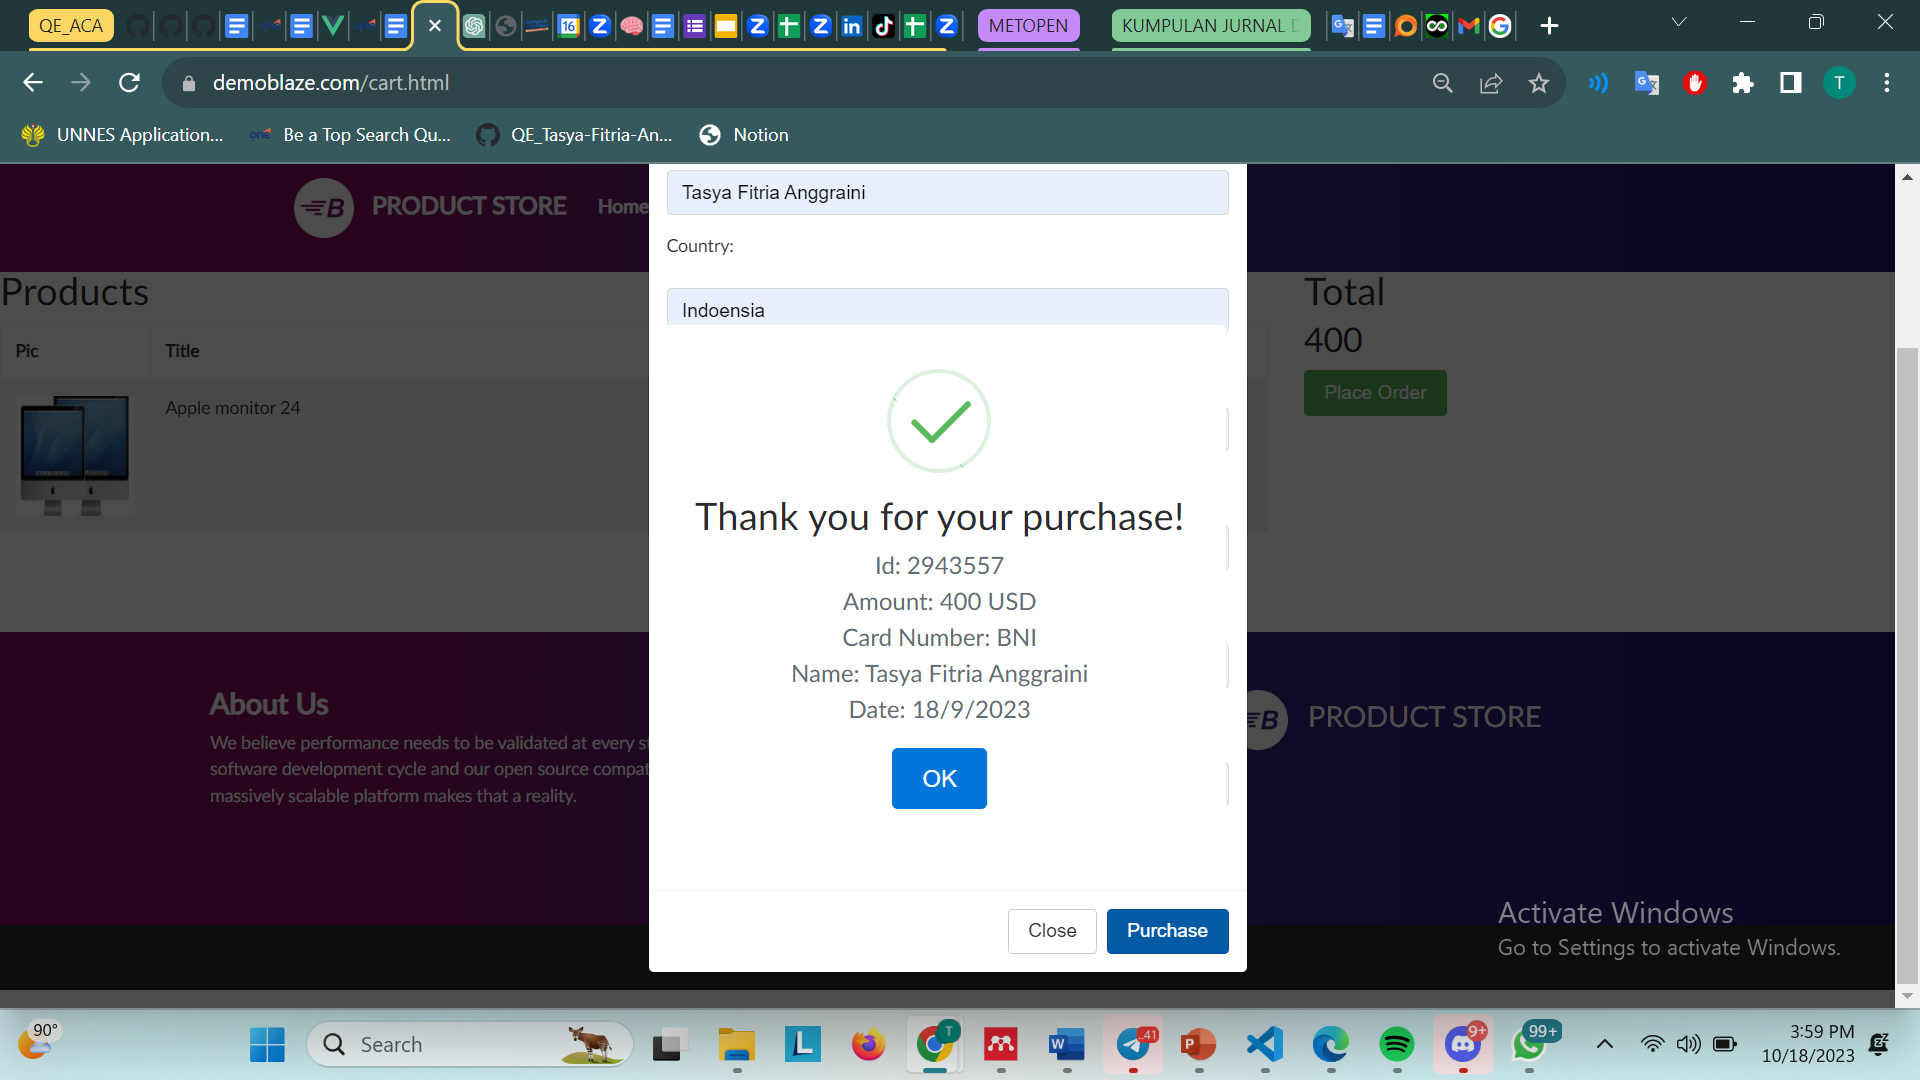 QE_ACA
16
METOPEN
KUMPULAN JURNAL
demoblaze.com/cart.html
T
UNNES Application...
one
Be a Top Search Qu...
QE_Tasya-Fitria-An...
Notion
B PRODUCT STORE
Home
Tasya Fitria Anggraini
Country:
Indoensia
Products
Total
400
Pic
Title
Place Order
Apple monitor 24
Thank you for your purchase!
Id: 2943557
Amount: 400 USD
Card Number: BNI
Name: Tasya Fitria Anggraini
Date: 18/9/2023
OK
About Us
We believe performance needs to be validated at every st
software development cycle and our open source compat
massively scalable platform makes that a reality.
B PRODUCT STORE
Close
Purchase
Activate Windows
Go to Settings to activate Windows.
90°
Search
L
T
W
41
P
9+
99+
3:59 PM
10/18/2023